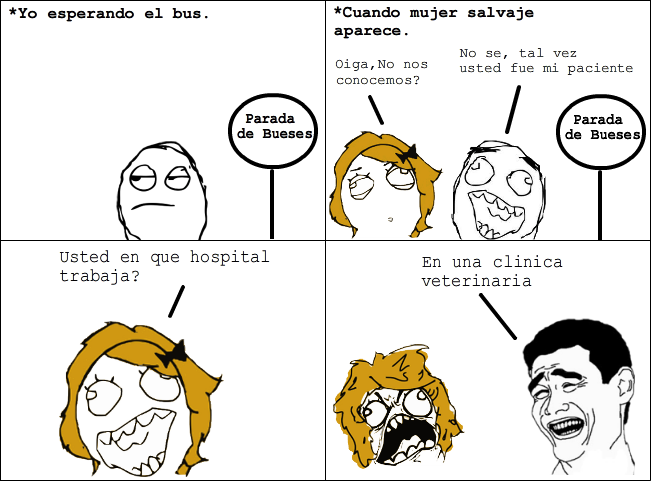 *Yo esperando el bus.
Parada
de Bueses
*Cuando mujer salvaje
aparece.
Oiga,No nos
conocemos?
No se, tal vez
usted fue mi paciente
Parada
de Bueses
Usted en que hospital
trabaja?
En una clinica
veterinaria